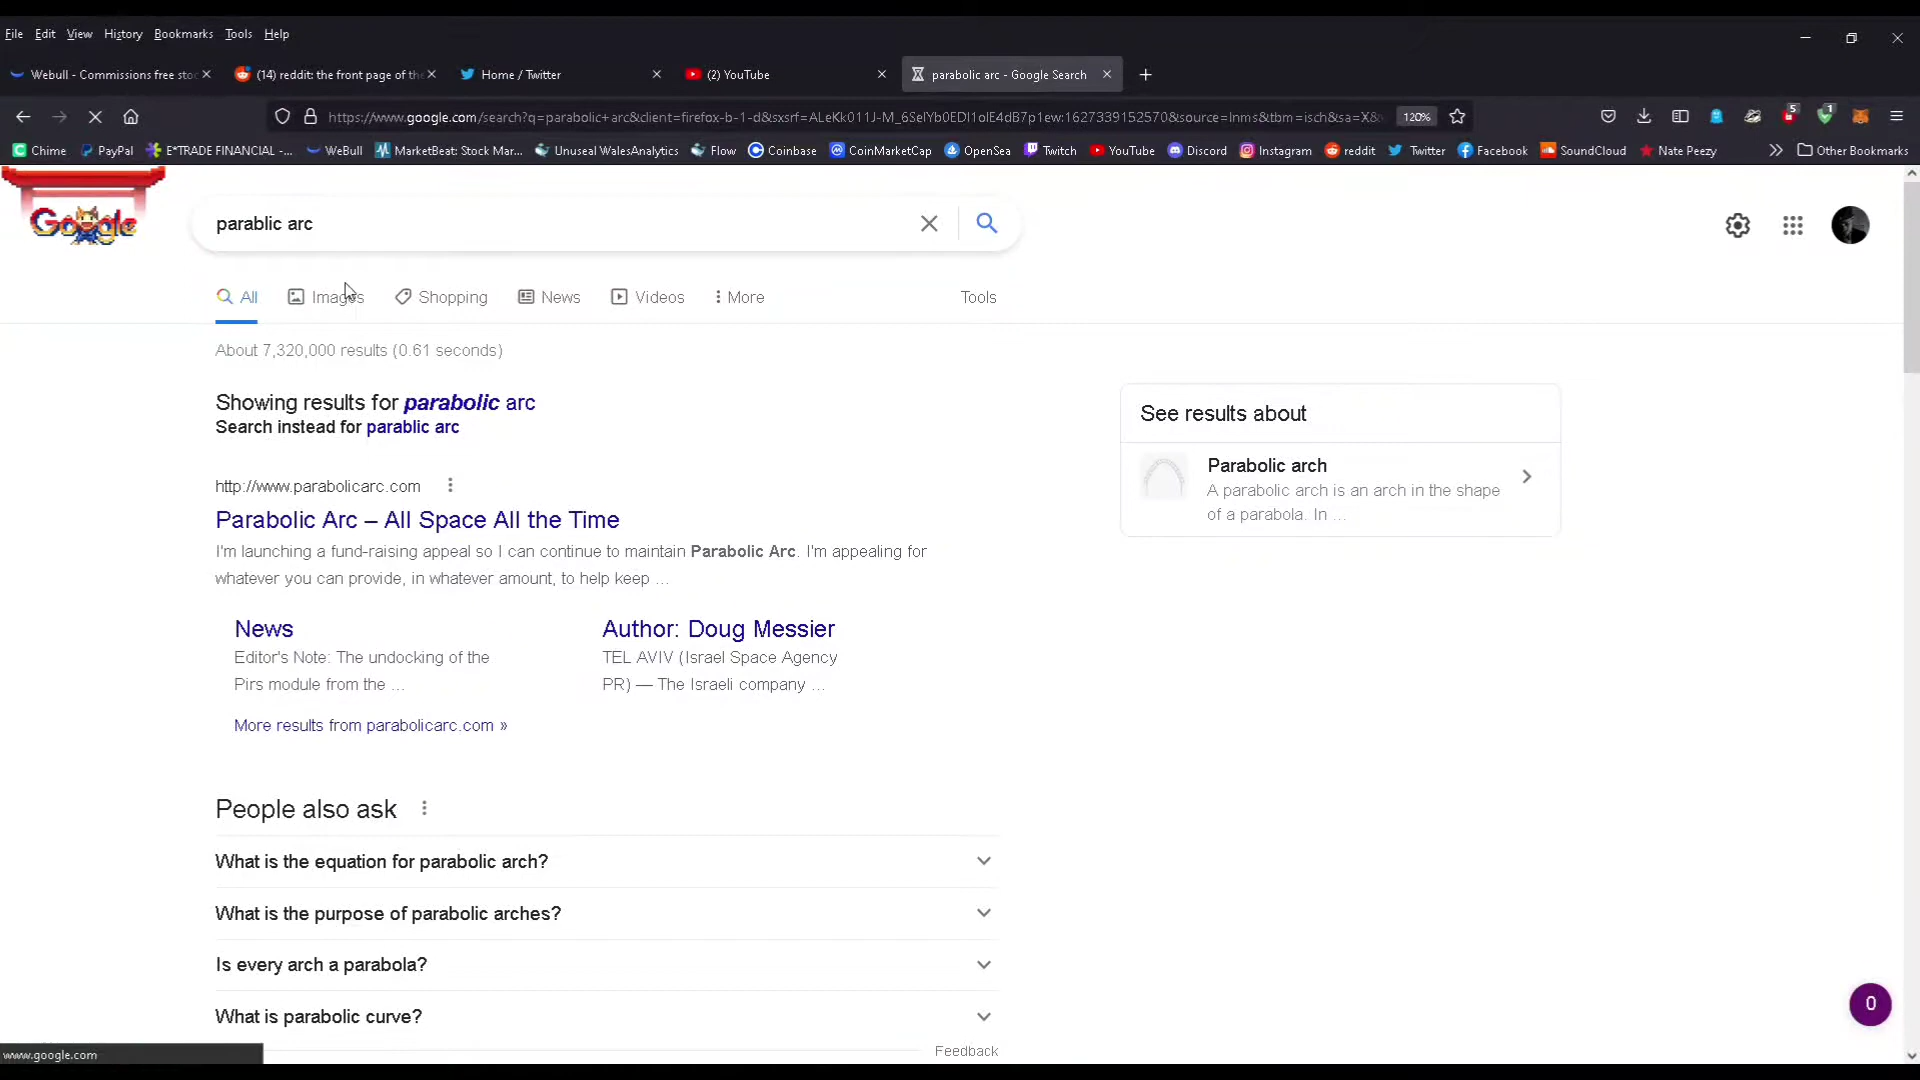 File Edit View History Bookmarks Tools Help
Webull - Commissions free stoc
(14) reddit: the front page of the
Home / Twitter
(2) YouTube
parabolic arc - Google Search
https://www.google.com/search?q=parabolic+arc&client=firefox-b-1-d&sxsrf=ALeKk011J-M_6SelYb0EDl1olE4dB7p1ew:1627339152570&source=lnms&tbm=isch&sa=X&
120%
5
1
Chime PayPal E*TRADE FINANCIAL -... WeBull MarketBeat: Stock Mar... Unuseal WalesAnalytics Flow Coinbase CoinMarketCap OpenSea Twitch YouTube Discord Instagram reddit Twitter Facebook SoundCloud Nate Peezy Other Bookmarks
Google
parablic arc
All Images Shopping News Videos More Tools
About 7,320,000 results (0.61 seconds)
Showing results for parabolic arc
Search instead for parablic arc
http://www.parabolicarc.com
Parabolic Arc – All Space All the Time
I'm launching a fund-raising appeal so I can continue to maintain Parabolic Arc. I'm appealing for
whatever you can provide, in whatever amount, to help keep ...
News
Editor's Note: The undocking of the
Pirs module from the ...
Author: Doug Messier
TEL AVIV (Israel Space Agency
PR) — The Israeli company ...
More results from parabolicarc.com »
See results about
Parabolic arch
A parabolic arch is an arch in the shape
of a parabola. In ...
People also ask
What is the equation for parabolic arch?
What is the purpose of parabolic arches?
Is every arch a parabola?
What is parabolic curve?
Feedback
0
www.google.com